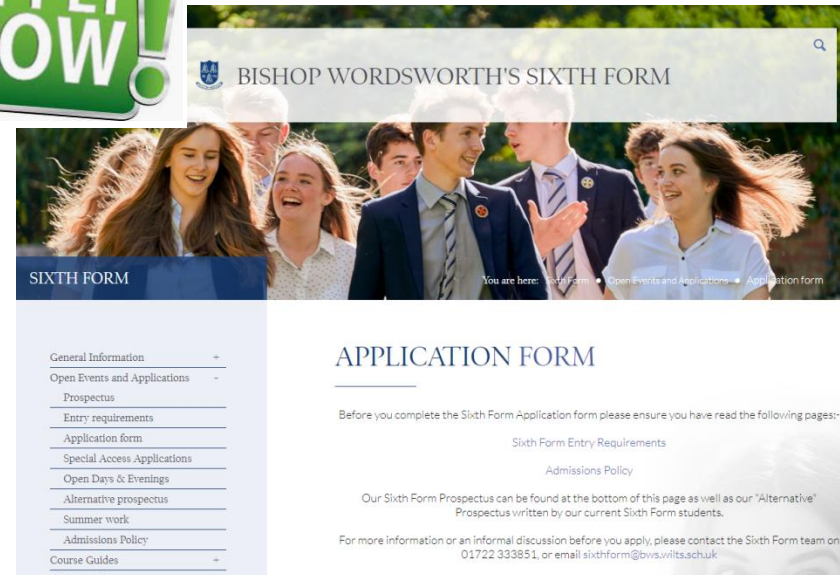 OW!
BISHOP WORDSWORTH'S SIXTH FORM
SIXTH FORM
You are here: Sixth Form • Open Events and Applications • Application form
General Information +
Open Events and Applications -
Prospectus
Entry requirements
Application form
Special Access Applications
Open Days & Evenings
Alternative prospectus
Summer work
Admissions Policy
Course Guides +
APPLICATION FORM
Before you complete the Sixth Form Application form please ensure you have read the following pages:-
Sixth Form Entry Requirements
Admissions Policy
Our Sixth Form Prospectus can be found at the bottom of this page as well as our "Alternative"
Prospectus written by our current Sixth Form students.
For more information or an informal discussion before you apply, please contact the Sixth Form team on
01722 333851, or email sixthform@bws.wilts.sch.uk